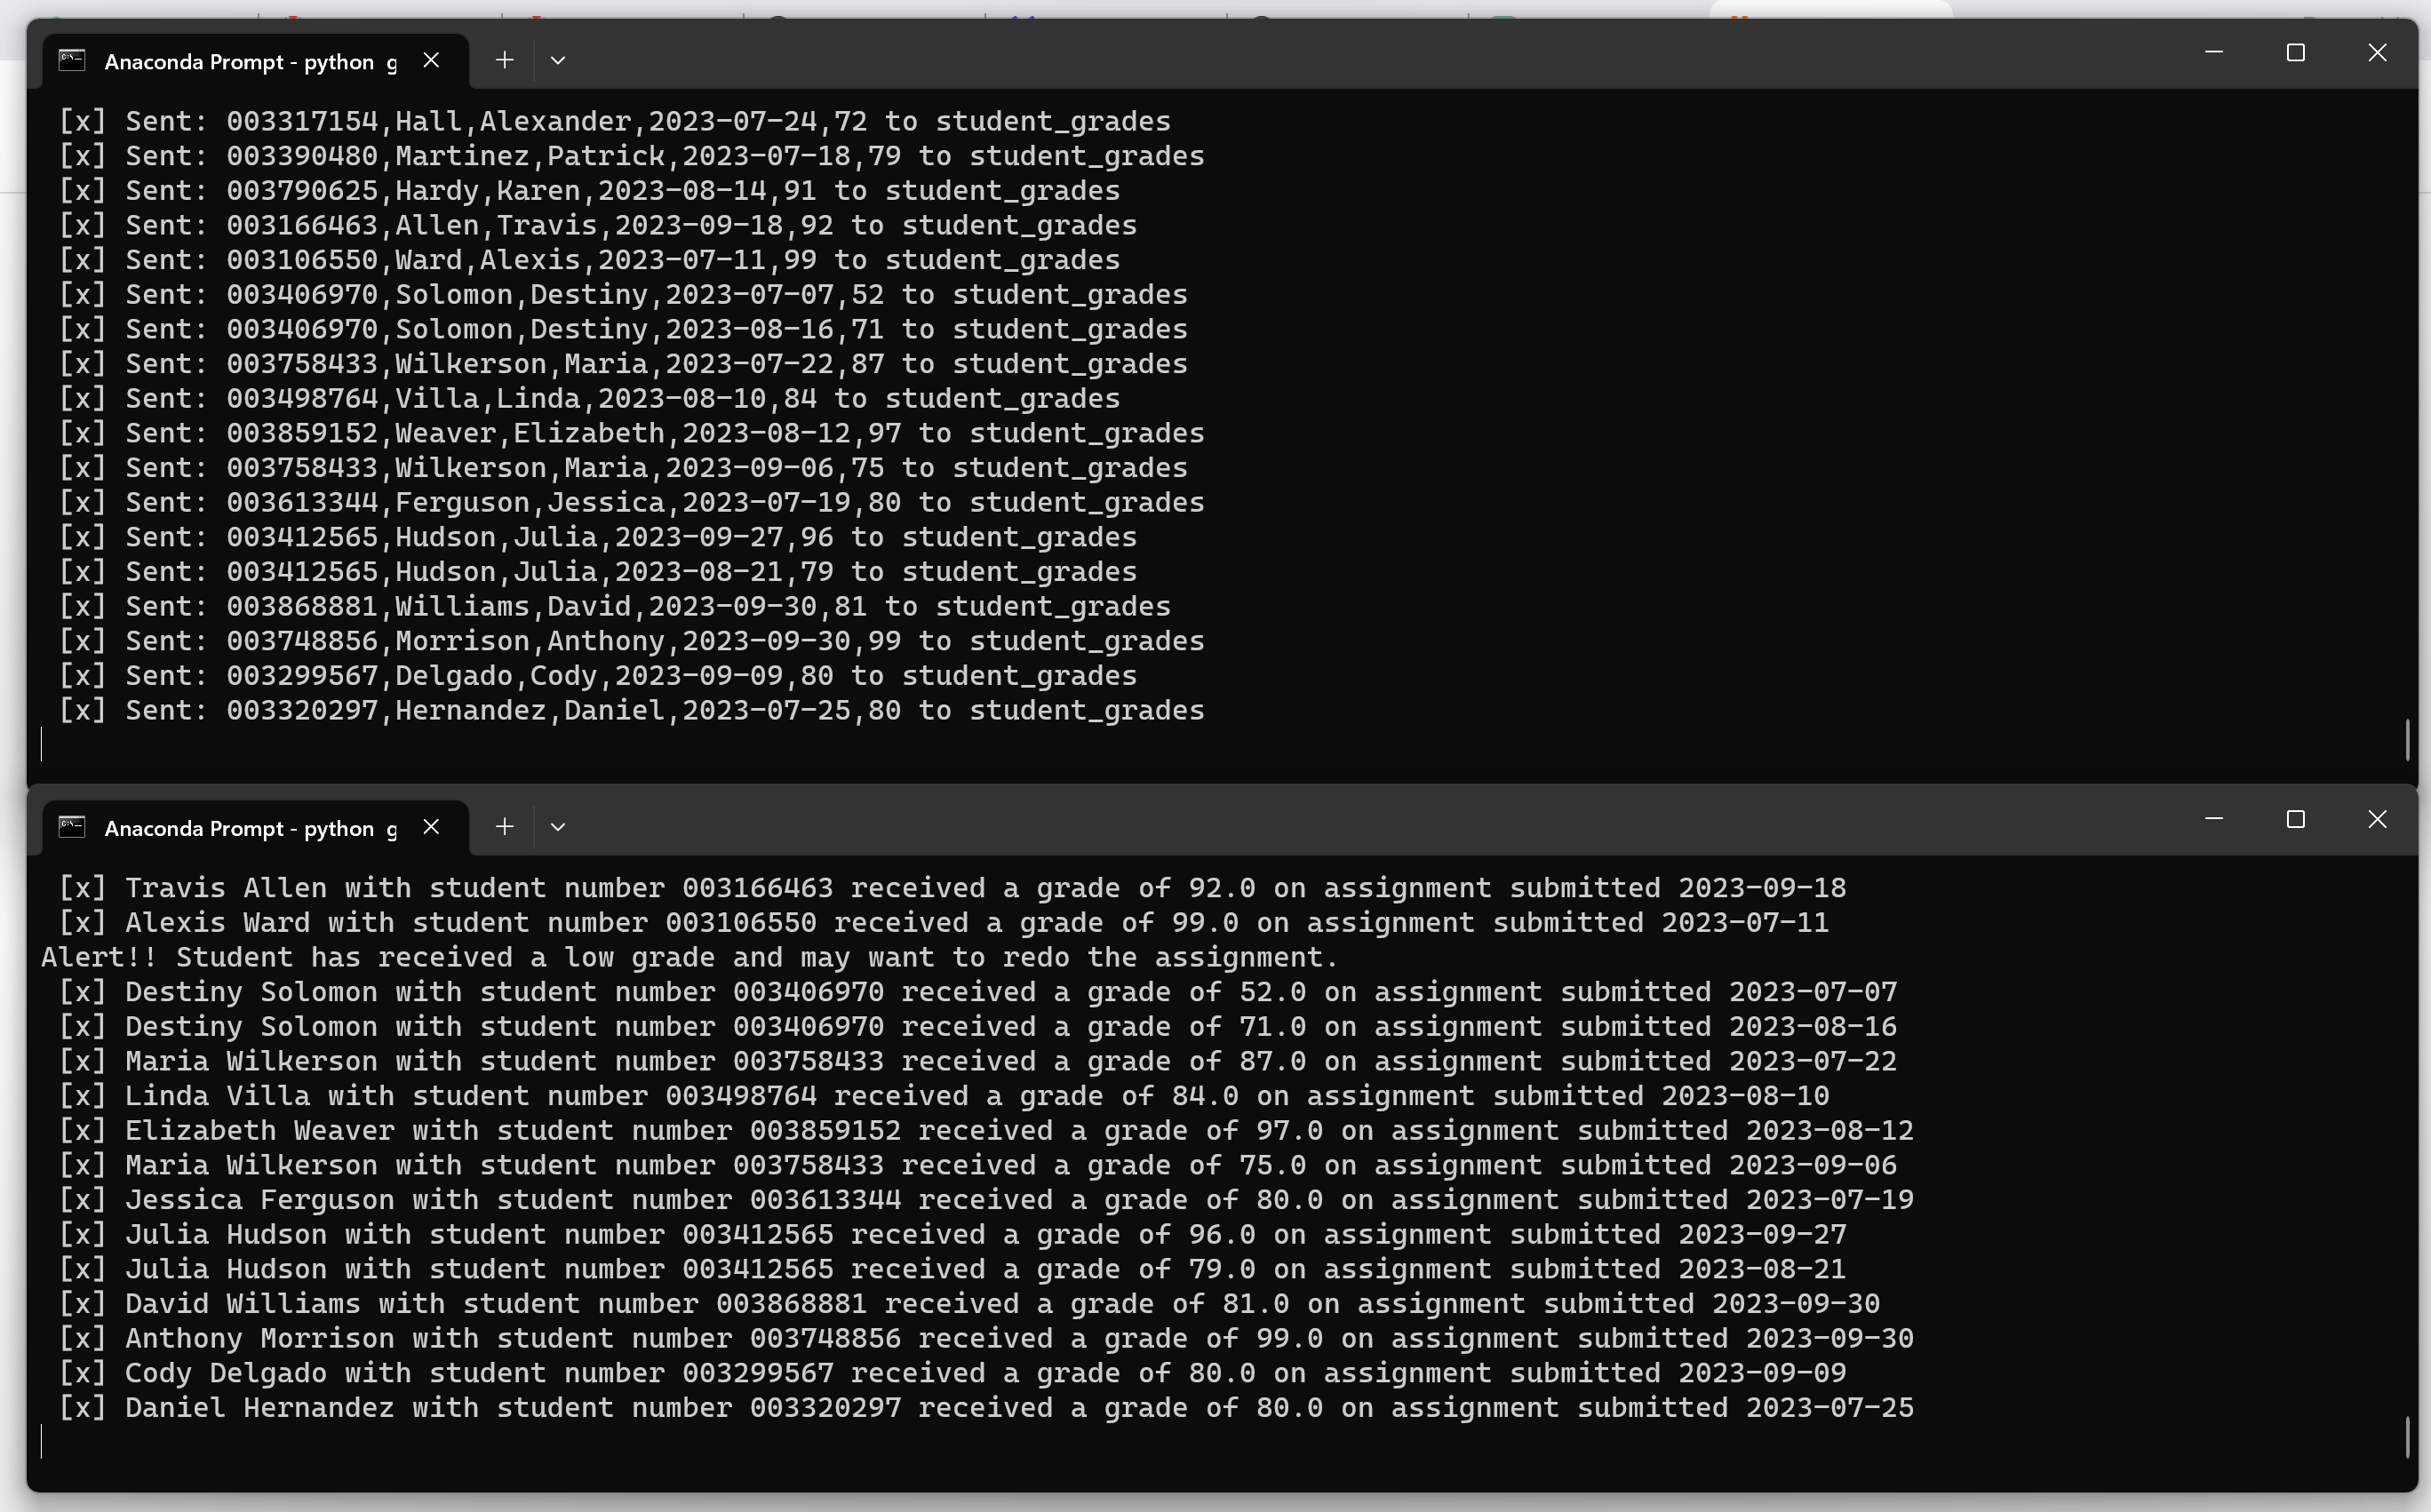 Anaconda Prompt - python  g
[x] Sent: 003317154,Hall,Alexander,2023-07-24,72 to student_grades
[x] Sent: 003390480,Martinez,Patrick,2023-07-18,79 to student_grades
[x] Sent: 003790625,Hardy,Karen,2023-08-14,91 to student_grades
[x] Sent: 003166463,Allen,Travis,2023-09-18,92 to student_grades
[x] Sent: 003106550,Ward,Alexis,2023-07-11,99 to student_grades
[x] Sent: 003406970,Solomon,Destiny,2023-07-07,52 to student_grades
[x] Sent: 003406970,Solomon,Destiny,2023-08-16,71 to student_grades
[x] Sent: 003758433,Wilkerson,Maria,2023-07-22,87 to student_grades
[x] Sent: 003498764,Villa,Linda,2023-08-10,84 to student_grades
[x] Sent: 003859152,Weaver,Elizabeth,2023-08-12,97 to student_grades
[x] Sent: 003758433,Wilkerson,Maria,2023-09-06,75 to student_grades
[x] Sent: 003613344,Ferguson,Jessica,2023-07-19,80 to student_grades
[x] Sent: 003412565,Hudson,Julia,2023-09-27,96 to student_grades
[x] Sent: 003412565,Hudson,Julia,2023-08-21,79 to student_grades
[x] Sent: 003868881,Williams,David,2023-09-30,81 to student_grades
[x] Sent: 003748856,Morrison,Anthony,2023-09-30,99 to student_grades
[x] Sent: 003299567,Delgado,Cody,2023-09-09,80 to student_grades
[x] Sent: 003320297,Hernandez,Daniel,2023-07-25,80 to student_grades
Anaconda Prompt - python  g
[x] Travis Allen with student number 003166463 received a grade of 92.0 on assignment submitted 2023-09-18
[x] Alexis Ward with student number 003106550 received a grade of 99.0 on assignment submitted 2023-07-11
Alert!! Student has received a low grade and may want to redo the assignment.
[x] Destiny Solomon with student number 003406970 received a grade of 52.0 on assignment submitted 2023-07-07
[x] Destiny Solomon with student number 003406970 received a grade of 71.0 on assignment submitted 2023-08-16
[x] Maria Wilkerson with student number 003758433 received a grade of 87.0 on assignment submitted 2023-07-22
[x] Linda Villa with student number 003498764 received a grade of 84.0 on assignment submitted 2023-08-10
[x] Elizabeth Weaver with student number 003859152 received a grade of 97.0 on assignment submitted 2023-08-12
[x] Maria Wilkerson with student number 003758433 received a grade of 75.0 on assignment submitted 2023-09-06
[x] Jessica Ferguson with student number 003613344 received a grade of 80.0 on assignment submitted 2023-07-19
[x] Julia Hudson with student number 003412565 received a grade of 96.0 on assignment submitted 2023-09-27
[x] Julia Hudson with student number 003412565 received a grade of 79.0 on assignment submitted 2023-08-21
[x] David Williams with student number 003868881 received a grade of 81.0 on assignment submitted 2023-09-30
[x] Anthony Morrison with student number 003748856 received a grade of 99.0 on assignment submitted 2023-09-30
[x] Cody Delgado with student number 003299567 received a grade of 80.0 on assignment submitted 2023-09-09
[x] Daniel Hernandez with student number 003320297 received a grade of 80.0 on assignment submitted 2023-07-25